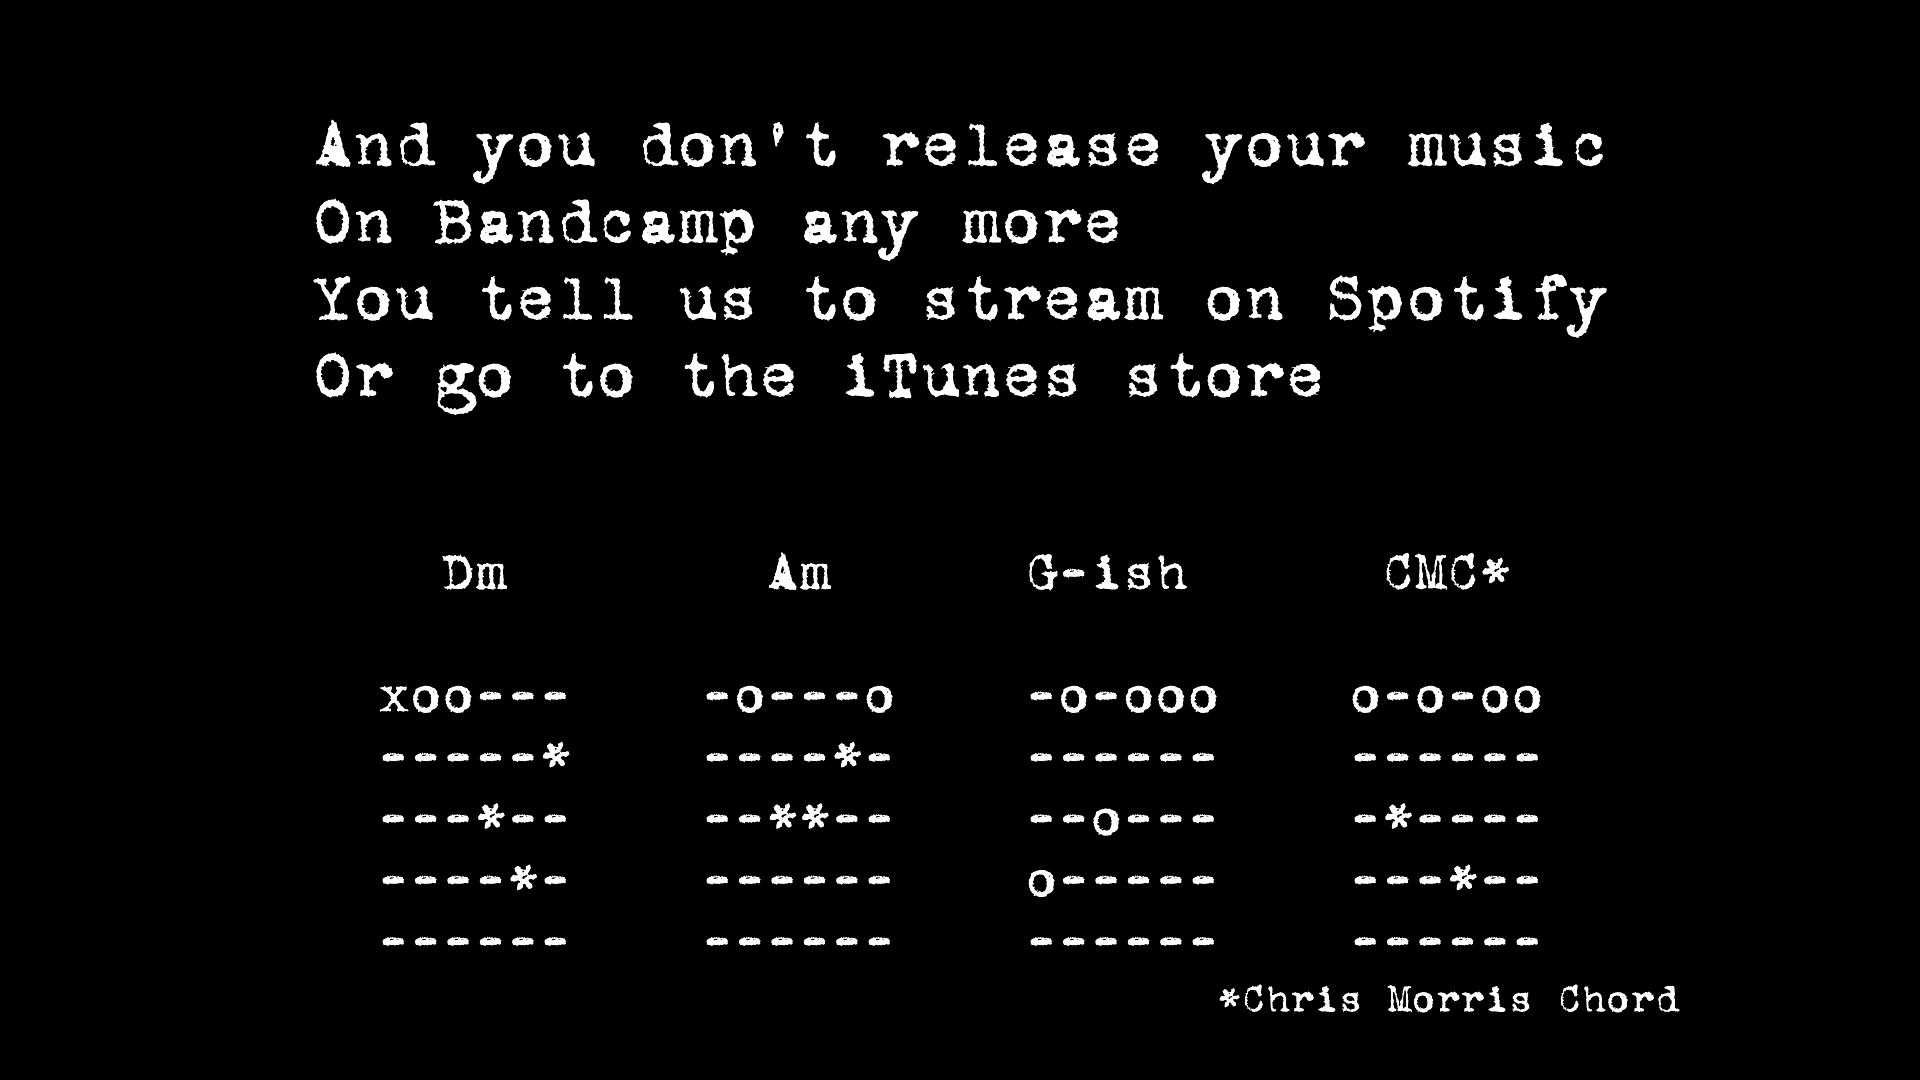 And you don't release your music
On Bandcamp any more
You tell us to stream on Spotify
Or go to the iTunes store
Dm Am G-ish CMC*
xoo--- -o---o -o-ooo o-o-oo
-----* ----*- ------ ------
---*-- --**-- --o--- -*----
----*- ------ o----- ---*--
------ ------ ------ ------
*Chris Morris Chord